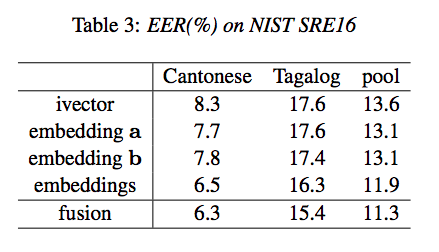 Table 3: EER(%) on NIST SRE16
Cantonese Tagalog pool
ivector 8.3 17.6 13.6
embedding a 7.7 17.6 13.1
embedding b 7.8 17.4 13.1
embeddings 6.5 16.3 11.9
fusion 6.3 15.4 11.3